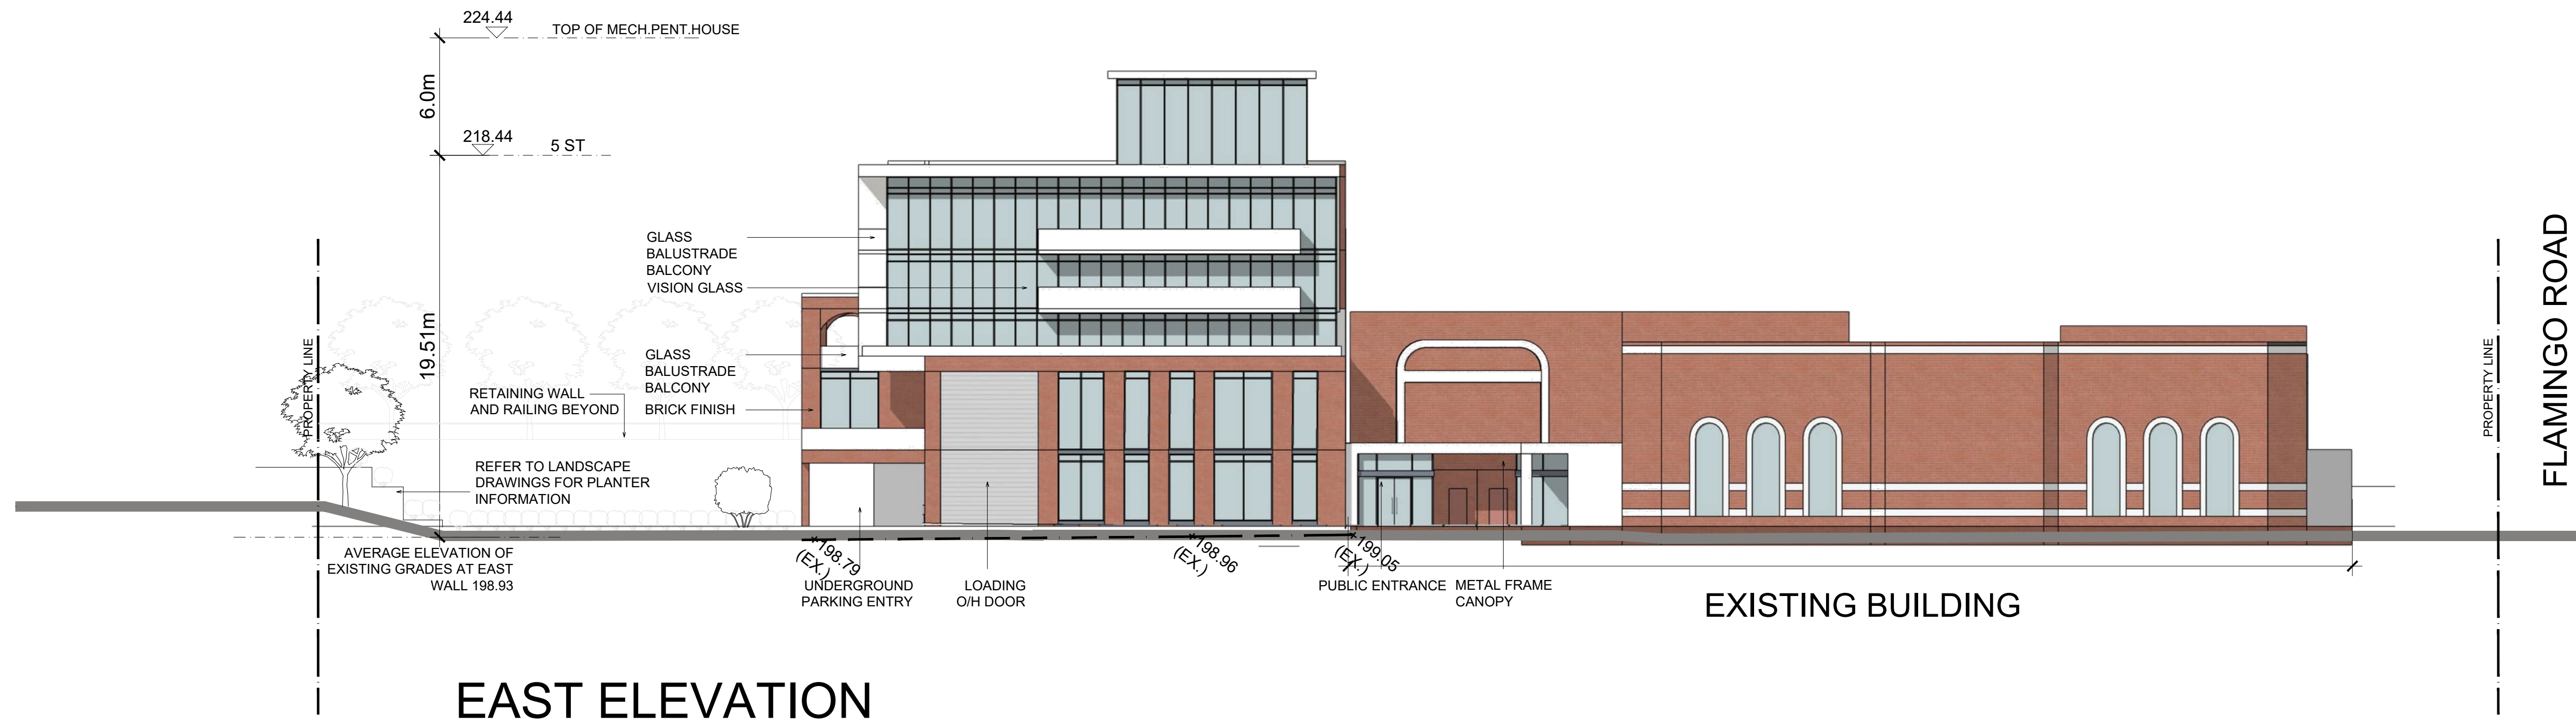 224.44
TOP OF MECH.PENT.HOUSE
6.0m
218.44
5 ST
19.51m
GLASS
BALUSTRADE
BALCONY
VISION GLASS
GLASS
BALUSTRADE
BALCONY
BRICK FINISH
RETAINING WALL
AND RAILING BEYOND
REFER TO LANDSCAPE
DRAWINGS FOR PLANTER
INFORMATION
PROPERTY LINE
AVERAGE ELEVATION OF
EXISTING GRADES AT EAST
WALL 198.93
198.79
(EX.)
198.96
(EX.)
199.05
(EX.)
UNDERGROUND
PARKING ENTRY
LOADING
O/H DOOR
PUBLIC ENTRANCE
METAL FRAME
CANOPY
EXISTING BUILDING
PROPERTY LINE
FLAMINGO ROAD
EAST ELEVATION